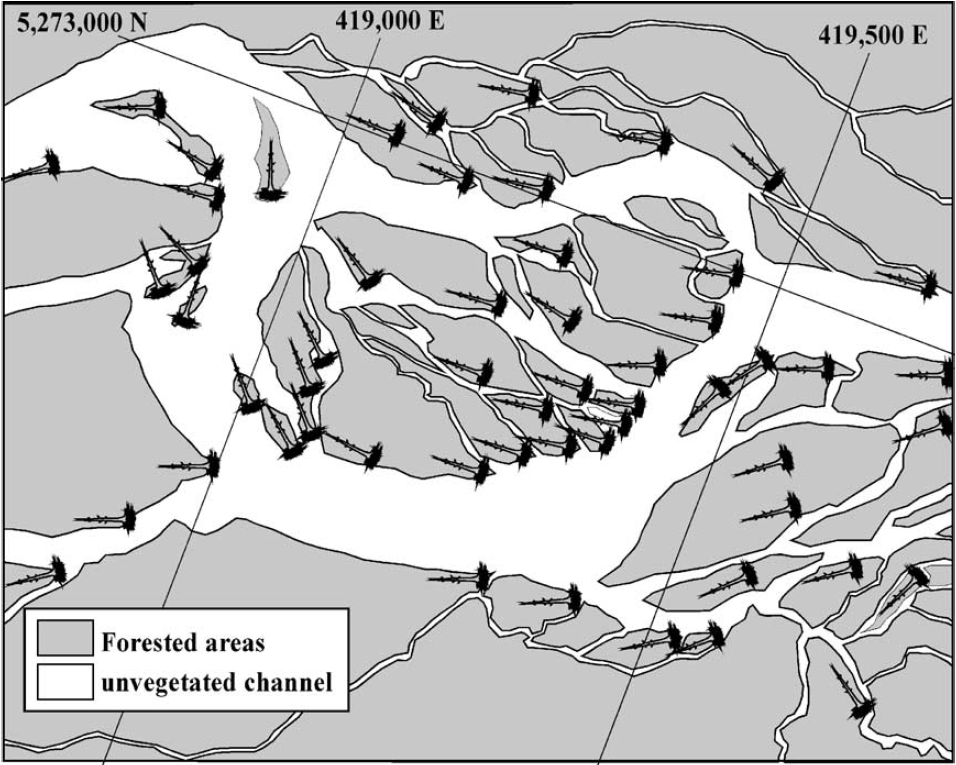 5,273,000 N
419,000 E
419,500 E
Forested areas
unvegetated channel